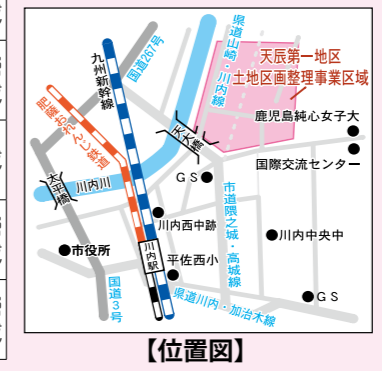 国道267号
県道山崎・川内線
九州新幹線
天辰第一地区
土地区画整理事業区域
肥薩おれんじ鉄道
天大橋
鹿児島純心女子大
国際交流センター
太平橋
川内川
GS
川内西中跡
市道隈之城・高城線
川内中央中
市役所
川内駅
平佐西小
国道3号
県道川内・加治木線
GS
【位置図】